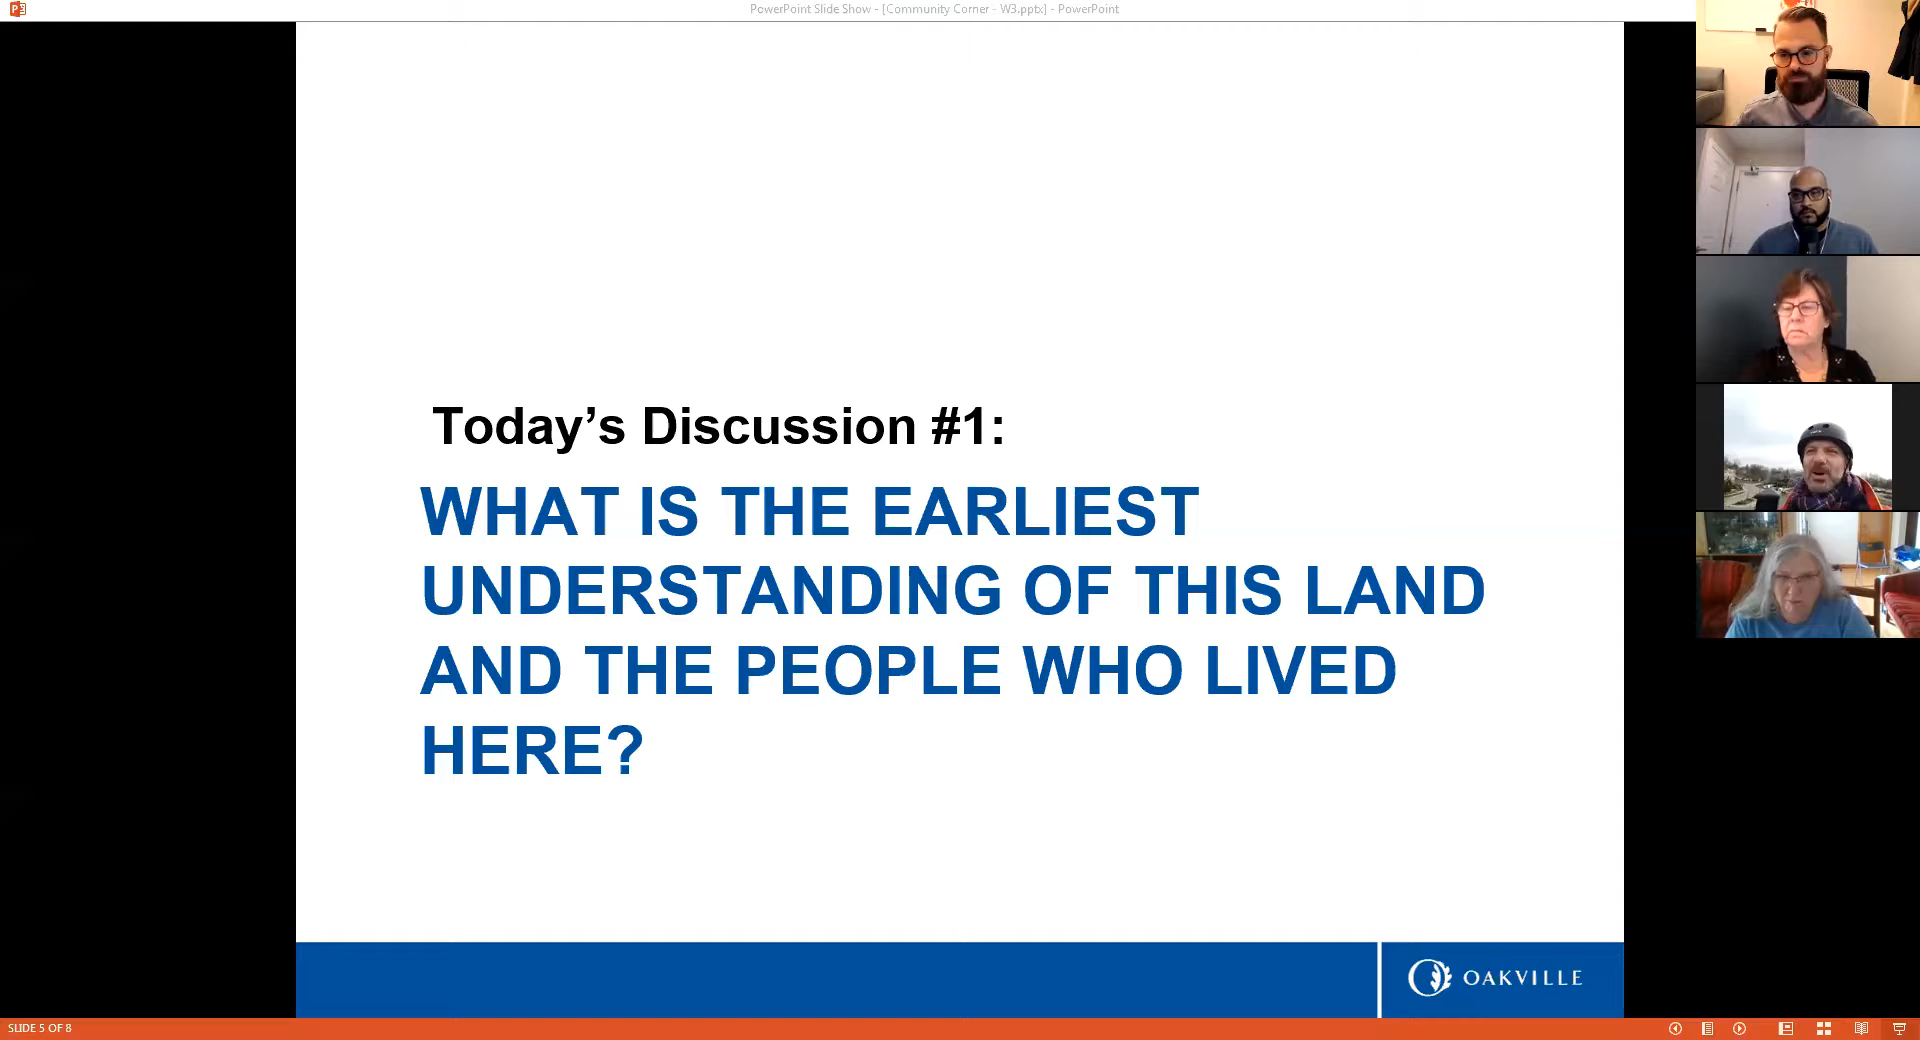 PowerPoint Slide Show - [Community Corner - W3.pptx] - PowerPoint
Today’s Discussion #1:
WHAT IS THE EARLIEST
UNDERSTANDING OF THIS LAND
AND THE PEOPLE WHO LIVED
HERE?
OAKVILLE
SLIDE 5 OF 8